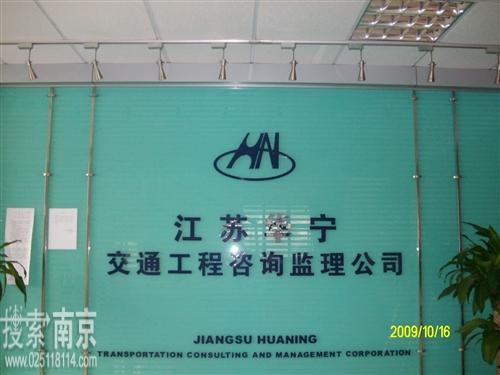 江苏华宁
交通工程咨询监理公司
JIANGSU HUANING
TRANSPORTATION CONSULTING AND MANAGEMENT CORPORATION
2009/10/16
搜索南京
www.025118114.com